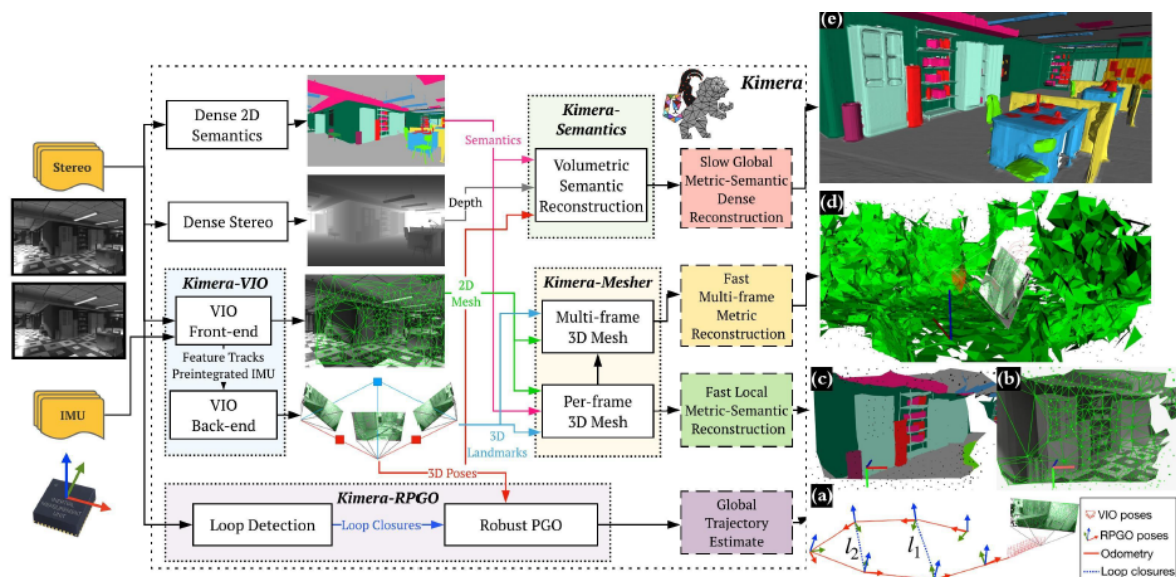 (e)
Kimera
Dense 2D
Semantics
Kimera-
Semantics
Semantics
Stereo
Volumetric
Semantic
Reconstruction
Slow Global
Metric-Semantic
Dense
Reconstruction
Depth
Dense Stereo
(d)
Kimera-VIO
2D
Mesh
Kimera-Mesher
Fast
Multi-frame
Metric
Reconstruction
VIO
Front-end
Multi-frame
3D Mesh
Feature Tracks
Preintegrated IMU
(c)
(b)
IMU
VIO
Back-end
Per-frame
3D Mesh
Fast Local
Metric-Semantic
Reconstruction
3D
Landmarks
3D Poses
Kimera-RPGO
(a)
Loop Detection
Loop Closures
Robust PGO
Global
Trajectory
Estimate
l2
l1
VIO poses
RPGO poses
Odometry
Loop closures